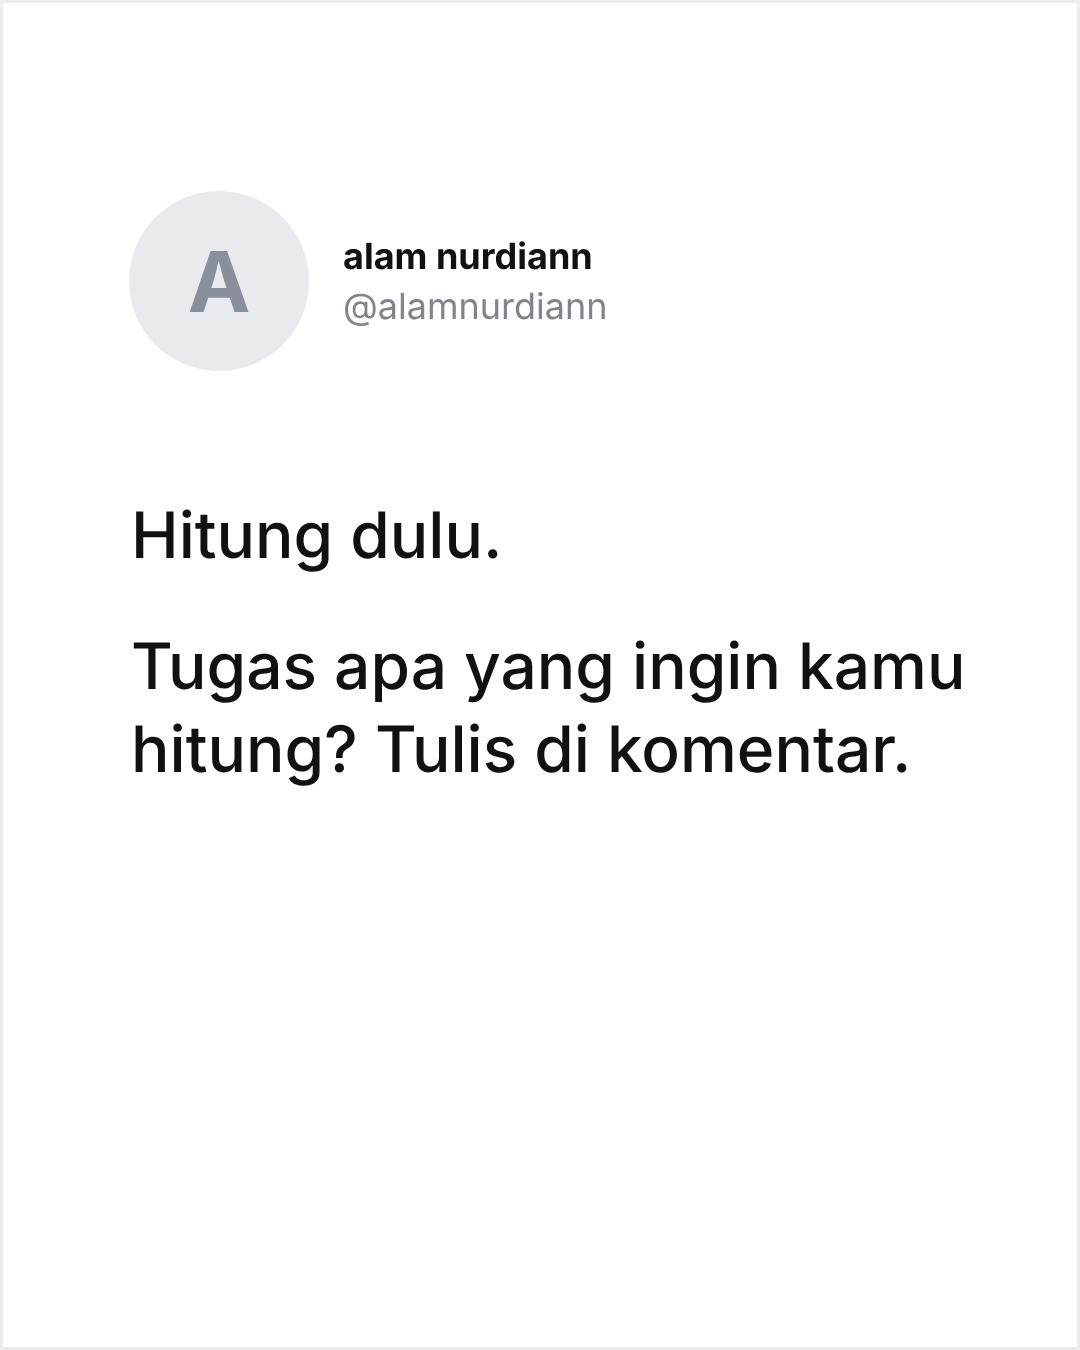 A
alam nurdiann
@alamnurdiann
Hitung dulu.
Tugas apa yang ingin kamu
hitung? Tulis di komentar.